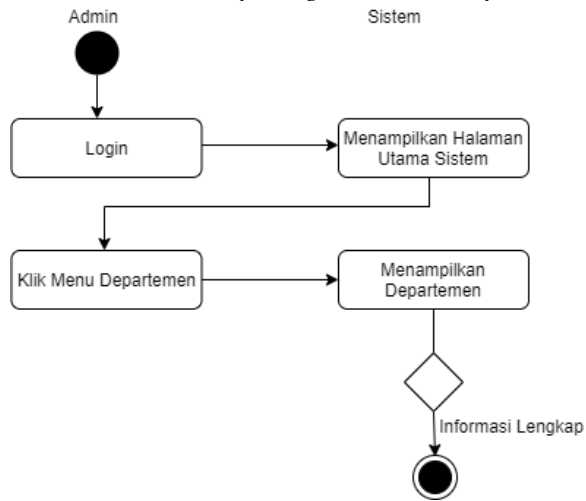 Admin
Sistem
Login
Menampilkan Halaman
Utama Sistem
Klik Menu Departemen
Menampilkan
Departemen
Informasi Lengkap